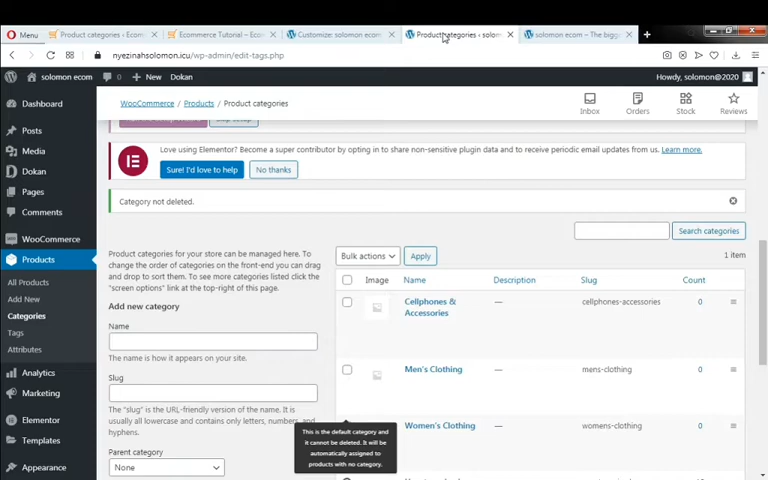 Menu
Product categories ‹ Ecomm
Ecommerce Tutorial – Ecom
Customize: solomon ecom
Product categories ‹ solom
solomon ecom – The bigg
nyezinahsolomon.icu/wp-admin/edit-tags.php
solomon ecom 0 New Dokan Howdy, solomon@2020
Dashboard
Posts
Media
Dokan
Pages
Comments
WooCommerce
Products
All Products
Add New
Categories
Tags
Attributes
Analytics
Marketing
Elementor
Templates
Appearance
WooCommerce / Products / Product categories
Inbox Orders Stock Reviews
Love using Elementor? Become a super contributor by opting in to share non-sensitive plugin data and to receive periodic email updates from us. Learn more.
Sure! I'd love to help No thanks
Category not deleted.
Search categories
Product categories for your store can be managed here. To
change the order of categories on the front-end you can drag
and drop to sort them. To see more categories listed click the
"screen options" link at the top-right of this page.
Add new category
Name
The name is how it appears on your site.
Slug
The "slug" is the URL-friendly version of the name. It is
usually all lowercase and contains only letters, numbers, and
hyphens.
Parent category
None
Bulk actions Apply 1 item
Image Name Description Slug Count
Cellphones &
Accessories — cellphones-accessories 0
Men's Clothing — mens-clothing 0
Women's Clothing — womens-clothing 0
This is the default category and
it cannot be deleted. It will be
automatically assigned to
products with no category.